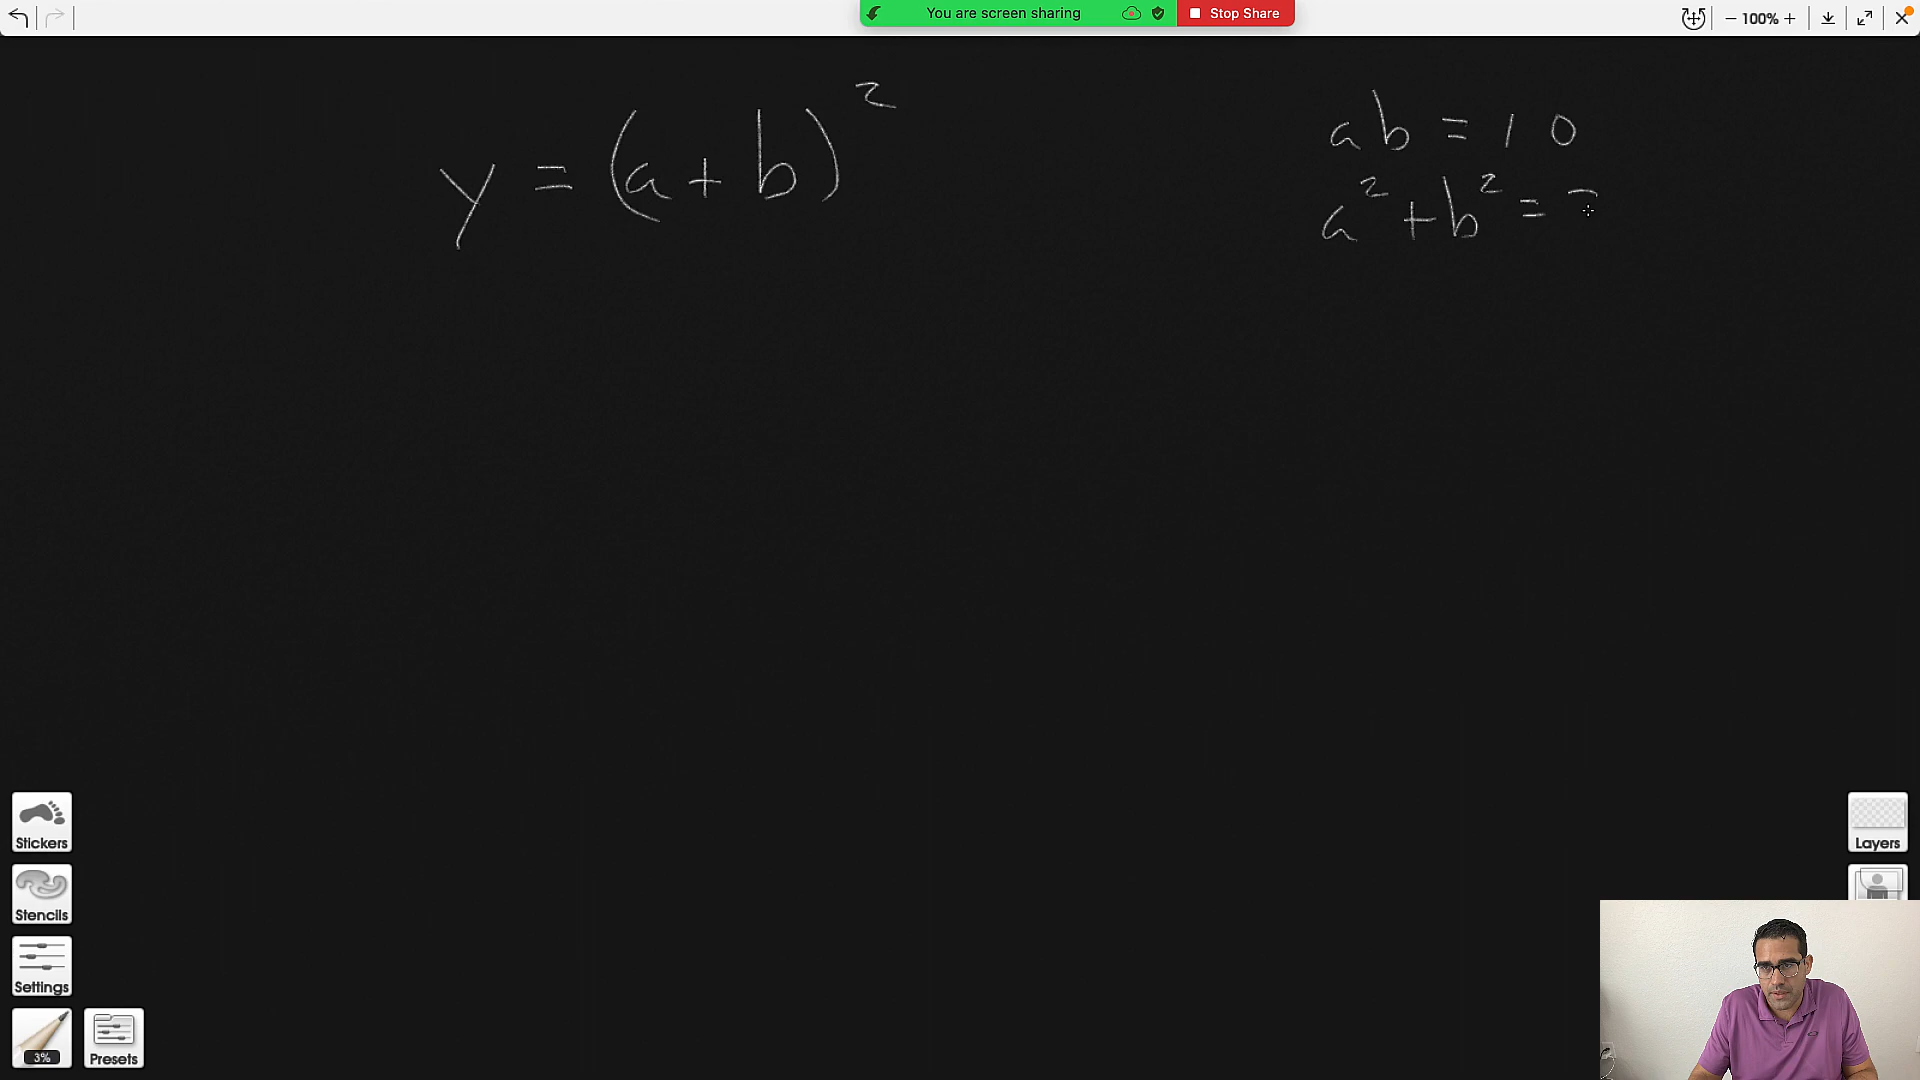 You are screen sharing
Stop Share
100%
y = (a + b)²
ab = 10
a² + b² =
Stickers
Stencils
Settings
3%
Presets
Layers